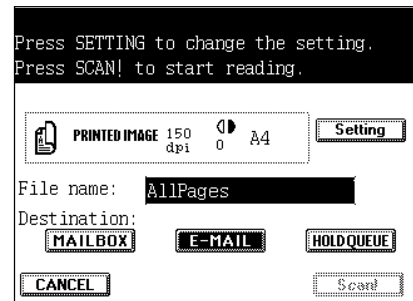 Press SETTING to change the setting.
Press SCAN! to start reading.
PRINTED IMAGE 150 dpi 0 A4 Setting
File name: AllPages
Destination:
MAILBOX E-MAIL HOLD QUEUE
CANCEL Scan!